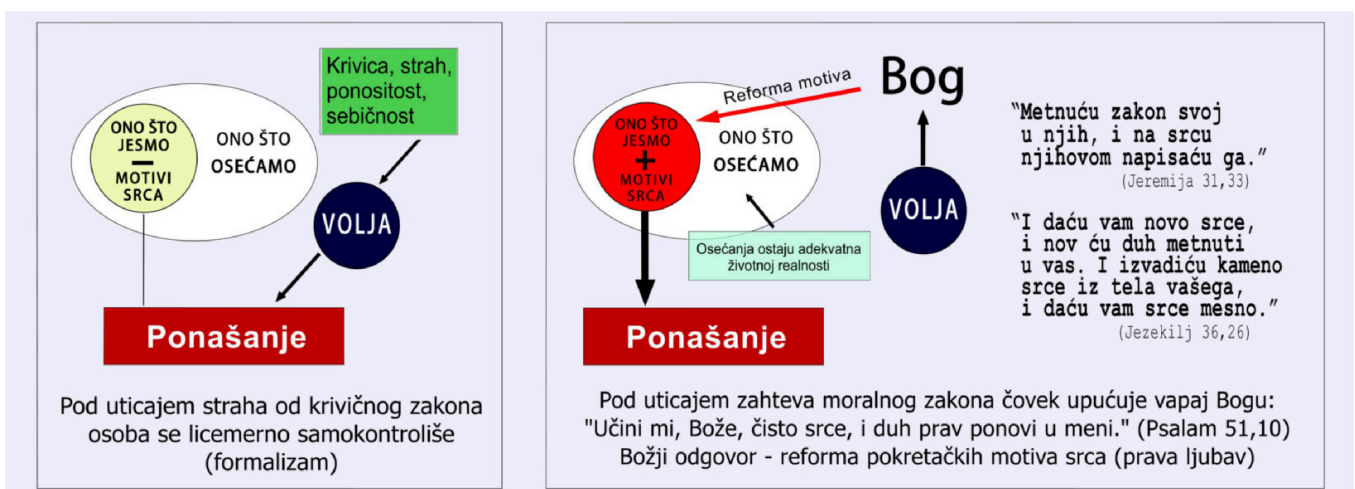 Krivica, strah,
ponositost,
sebičnost
ONO ŠTO
JESMO
–
MOTIVI
SRCA
ONO ŠTO
OSEĆAMO
VOLJA
Ponašanje
Pod uticajem straha od krivičnog zakona
osoba se licemerno samokontroliše
(formalizam)
Reforma motiva
Bog
ONO ŠTO
JESMO
+
MOTIVI
SRCA
ONO ŠTO
OSEĆAMO
VOLJA
Osećanja ostaju adekvatna
životnoj realnosti
Ponašanje
"Metnuću zakon svoj
u njih, i na srcu
njihovom napisaću ga."
(Jeremija 31,33)
"I daću vam novo srce,
i nov ću duh metnuti
u vas. I izvadiću kameno
srce iz tela vašega,
i daću vam srce mesno."
(Jezekilj 36,26)
Pod uticajem zahteva moralnog zakona čovek upućuje vapaj Bogu:
"Učini mi, Bože, čisto srce, i duh prav ponovi u meni." (Psalam 51,10)
Božji odgovor - reforma pokretačkih motiva srca (prava ljubav)